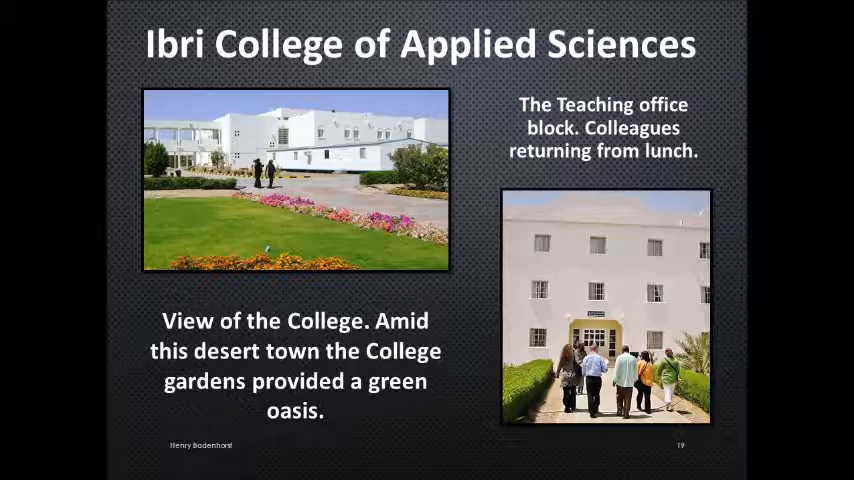 Ibri College of Applied Sciences
The Teaching office
block. Colleagues
returning from lunch.
View of the College. Amid
this desert town the College
gardens provided a green
oasis.
Henry Badenhorst
19